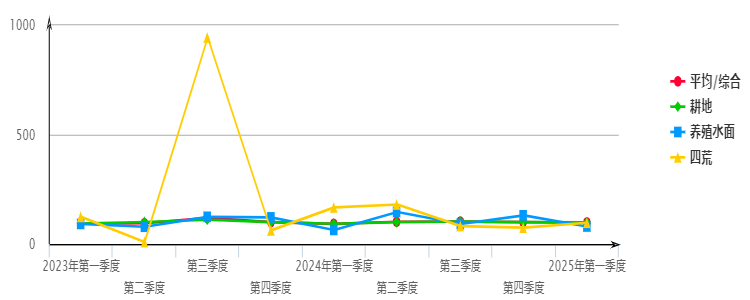 1000
500
0
2023年第一季度
第二季度
第三季度
第四季度
2024年第一季度
第二季度
第三季度
第四季度
2025年第一季度
平均/综合
耕地
养殖水面
四荒